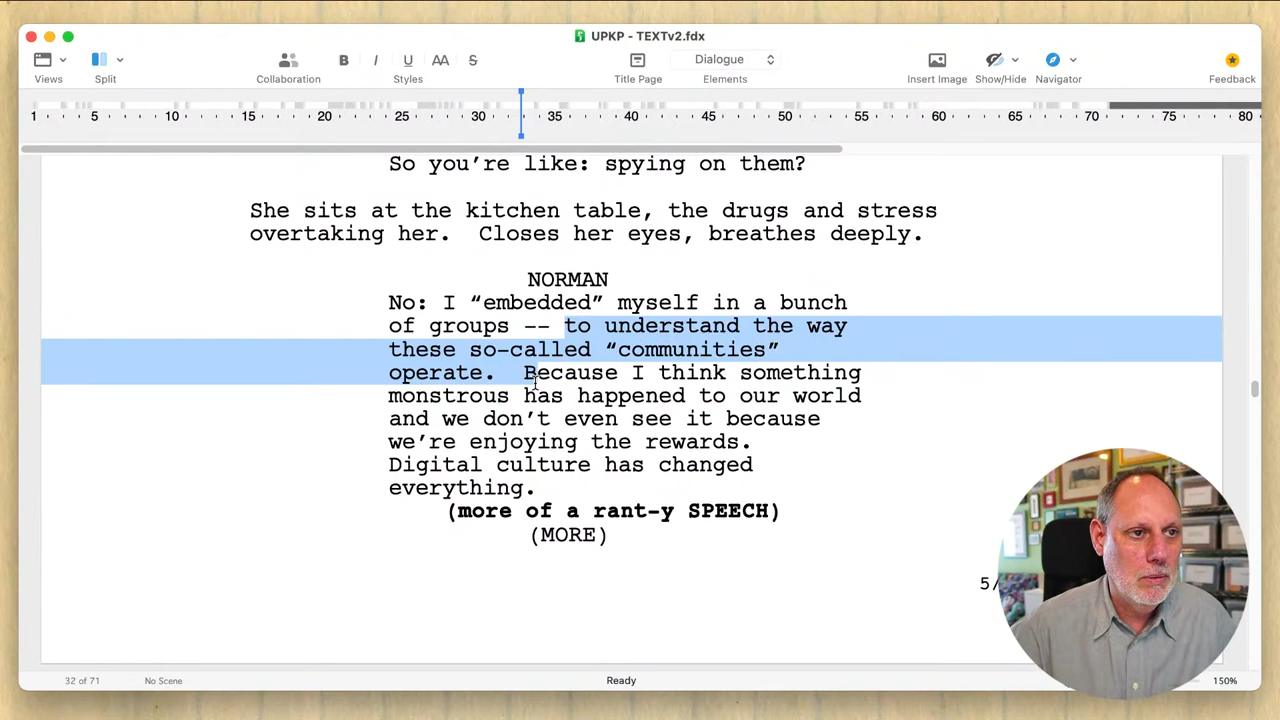 UPKP - TEXTv2.fdx
B I U AA S Dialogue
Views Split Collaboration Styles Title Page Elements Insert Image Show/Hide Navigator Feedback
1 5 10 15 20 25 30 35 40 45 50 55 60 65 70 75 80
So you’re like: spying on them?
She sits at the kitchen table, the drugs and stress
overtaking her.  Closes her eyes, breathes deeply.
NORMAN
No: I “embedded” myself in a bunch
of groups -- to understand the way
these so-called “communities”
operate.  Because I think something
monstrous has happened to our world
and we don’t even see it because
we’re enjoying the rewards.
Digital culture has changed
everything.
(more of a rant-y SPEECH)
(MORE)
5/
32 of 71 No Scene Ready 150%